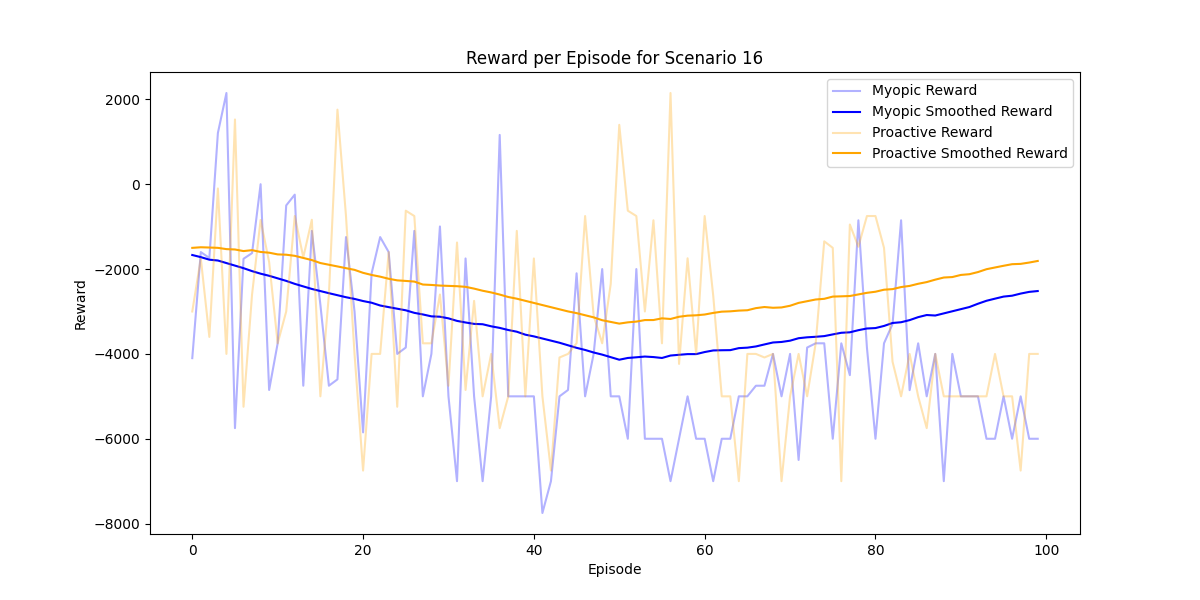 Reward per Episode for Scenario 16
Myopic Reward
Myopic Smoothed Reward
Proactive Reward
Proactive Smoothed Reward
Reward
2000
0
−2000
−4000
−6000
−8000
0 20 40 60 80 100
Episode